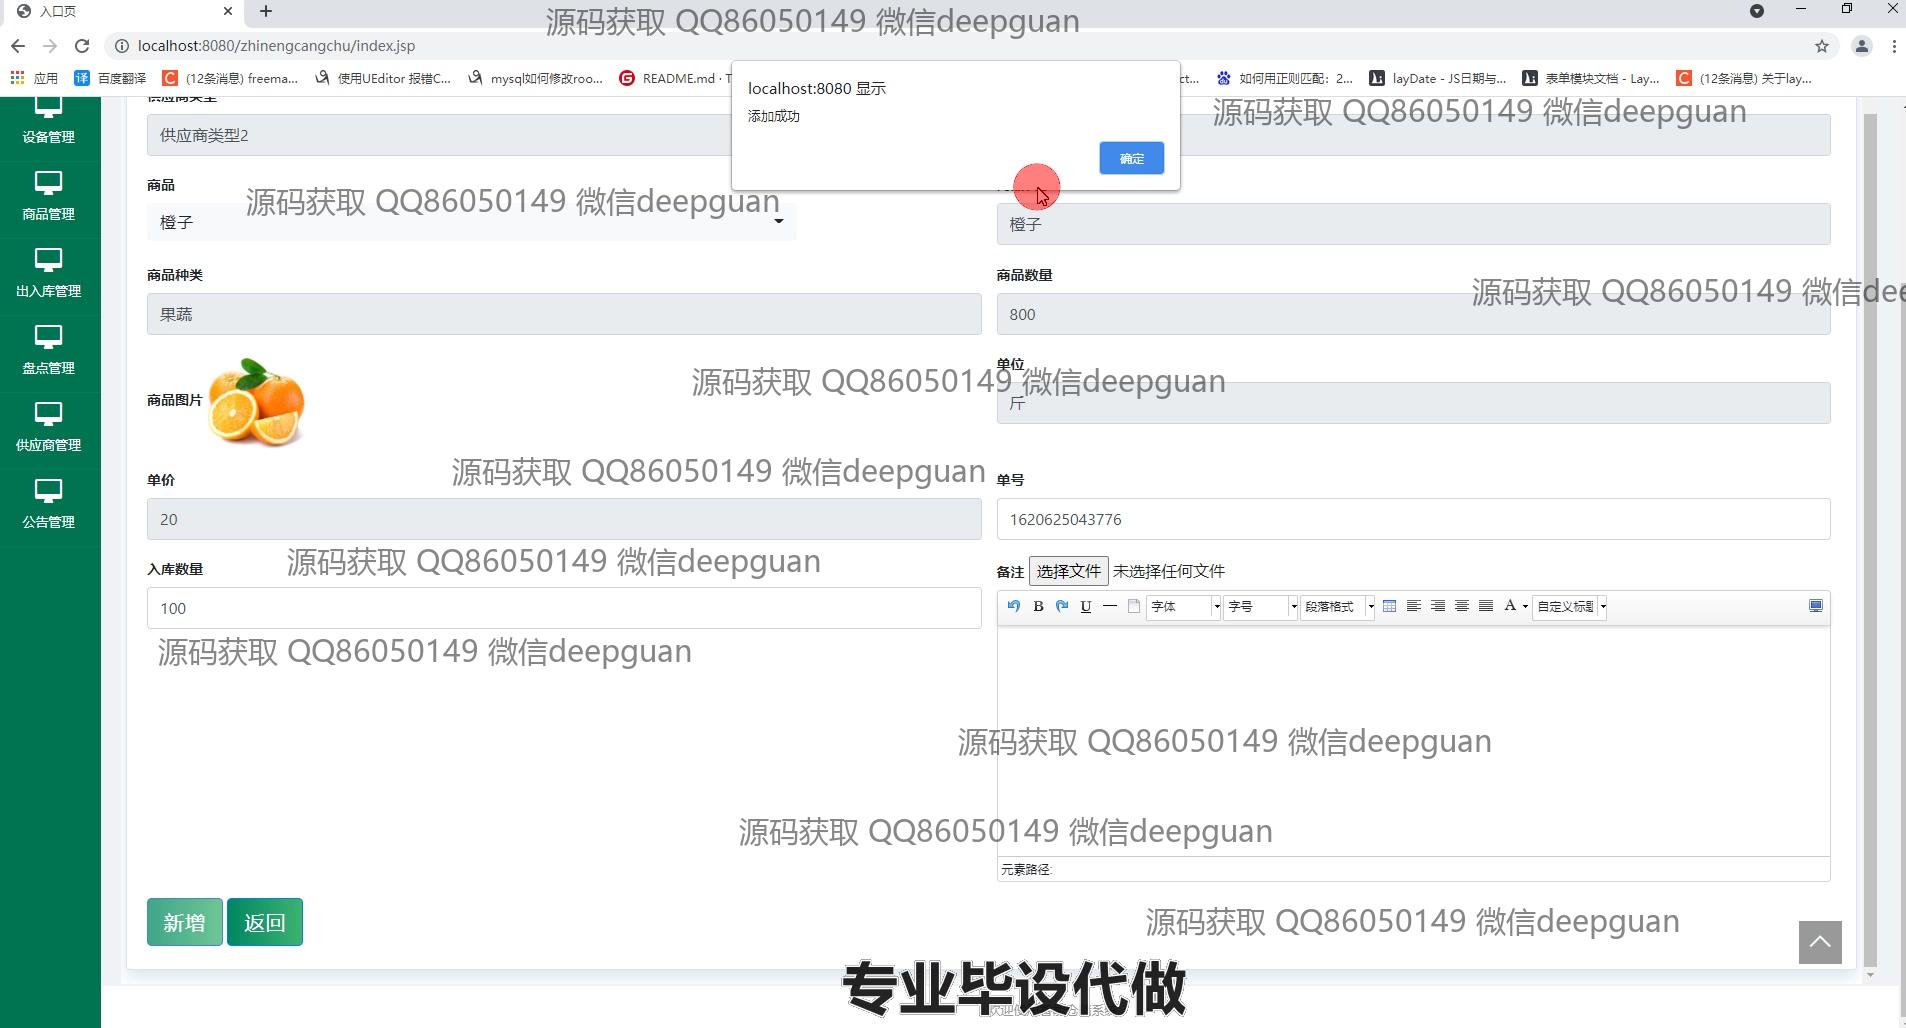 入口页
源码获取 QQ86050149 微信deepguan
localhost:8080/zhinengcangchu/index.jsp
应用
百度翻译
(12条消息) freema...
使用UEditor 报错C...
mysql如何修改roo...
README.md · T
ct...
如何用正则匹配：2...
layDate - JS日期与...
表单模块文档 - Lay...
(12条消息) 关于lay...
localhost:8080 显示
添加成功
确定
设备管理
商品管理
出入库管理
盘点管理
供应商管理
公告管理
供应商类型
供应商类型2
源码获取 QQ86050149 微信deepguan
商品
源码获取 QQ86050149 微信deepguan
橙子
橙子
商品种类
商品数量
源码获取 QQ86050149 微信dee
果蔬
800
单位
源码获取 QQ86050149 微信deepguan
商品图片
斤
源码获取 QQ86050149 微信deepguan
单价
单号
20
1620625043776
源码获取 QQ86050149 微信deepguan
入库数量
备注 选择文件 未选择任何文件
B U 字体 字号 段落格式 A 自定义标题
100
源码获取 QQ86050149 微信deepguan
源码获取 QQ86050149 微信deepguan
源码获取 QQ86050149 微信deepguan
元素路径:
新增 返回
源码获取 QQ86050149 微信deepguan
专业毕设代做